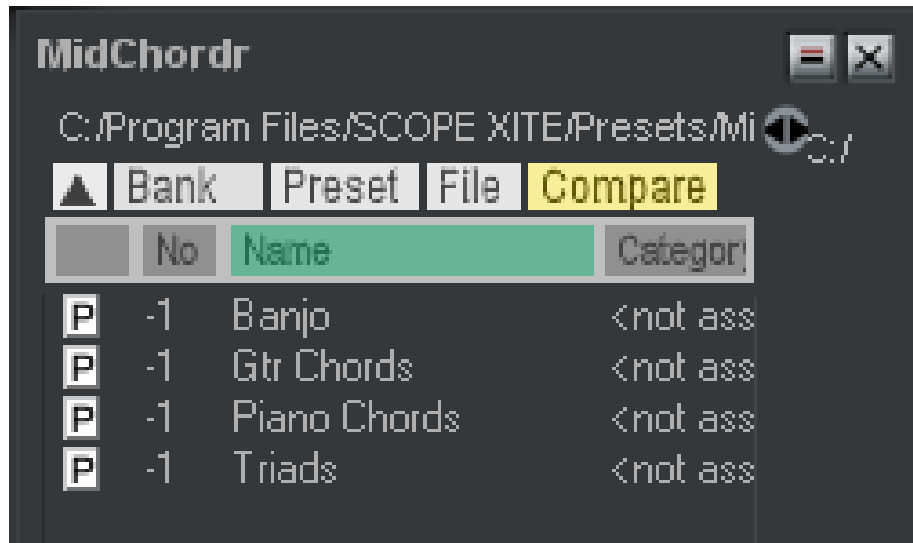 MidChordr
C:/Program Files/SCOPE XITE/Presets/Mi C:/
Bank Preset File Compare
No Name Category
P -1 Banjo <not ass
P -1 Gtr Chords <not ass
P -1 Piano Chords <not ass
P -1 Triads <not ass